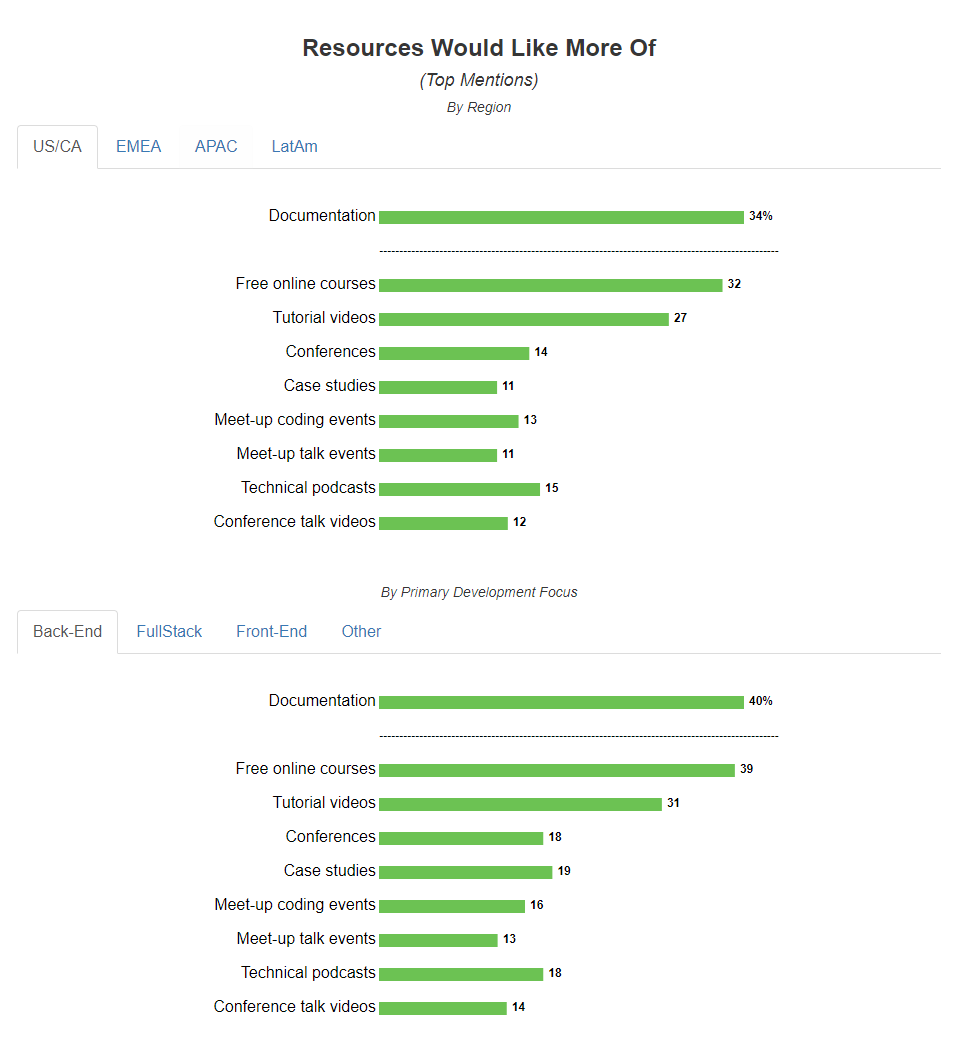 Resources Would Like More Of
(Top Mentions)
By Region
US/CA EMEA APAC LatAm
Documentation 34%
Free online courses 32
Tutorial videos 27
Conferences 14
Case studies 11
Meet-up coding events 13
Meet-up talk events 11
Technical podcasts 15
Conference talk videos 12
By Primary Development Focus
Back-End FullStack Front-End Other
Documentation 40%
Free online courses 39
Tutorial videos 31
Conferences 18
Case studies 19
Meet-up coding events 16
Meet-up talk events 13
Technical podcasts 18
Conference talk videos 14